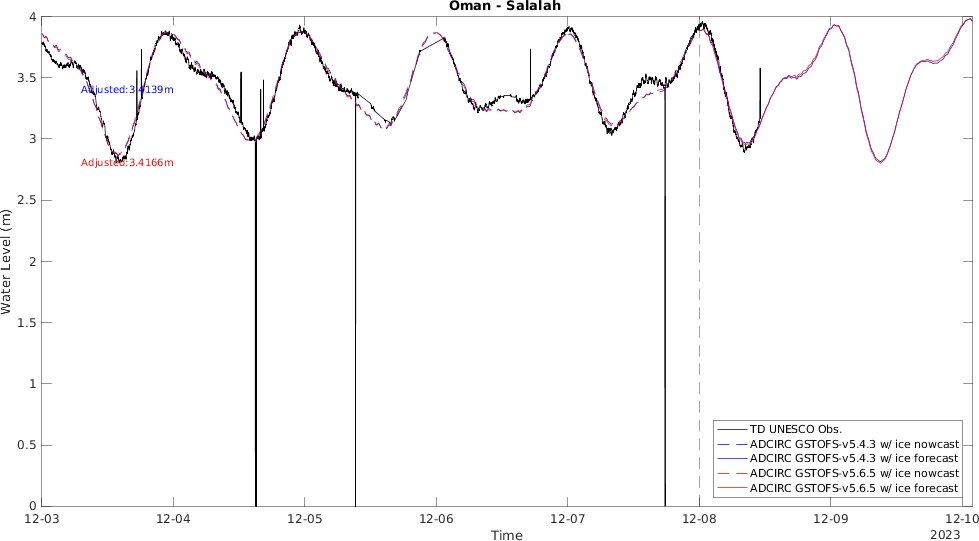 Oman - Salalah
4
3.5
3
2.5
2
1.5
1
0.5
0
Water Level (m)
Adjusted:3.4139m
Adjusted:3.4166m
TD UNESCO Obs.
ADCIRC GSTOFS-v5.4.3 w/ ice nowcast
ADCIRC GSTOFS-v5.4.3 w/ ice forecast
ADCIRC GSTOFS-v5.6.5 w/ ice nowcast
ADCIRC GSTOFS-v5.6.5 w/ ice forecast
12-03 12-04 12-05 12-06 12-07 12-08 12-09 12-10
Time
2023